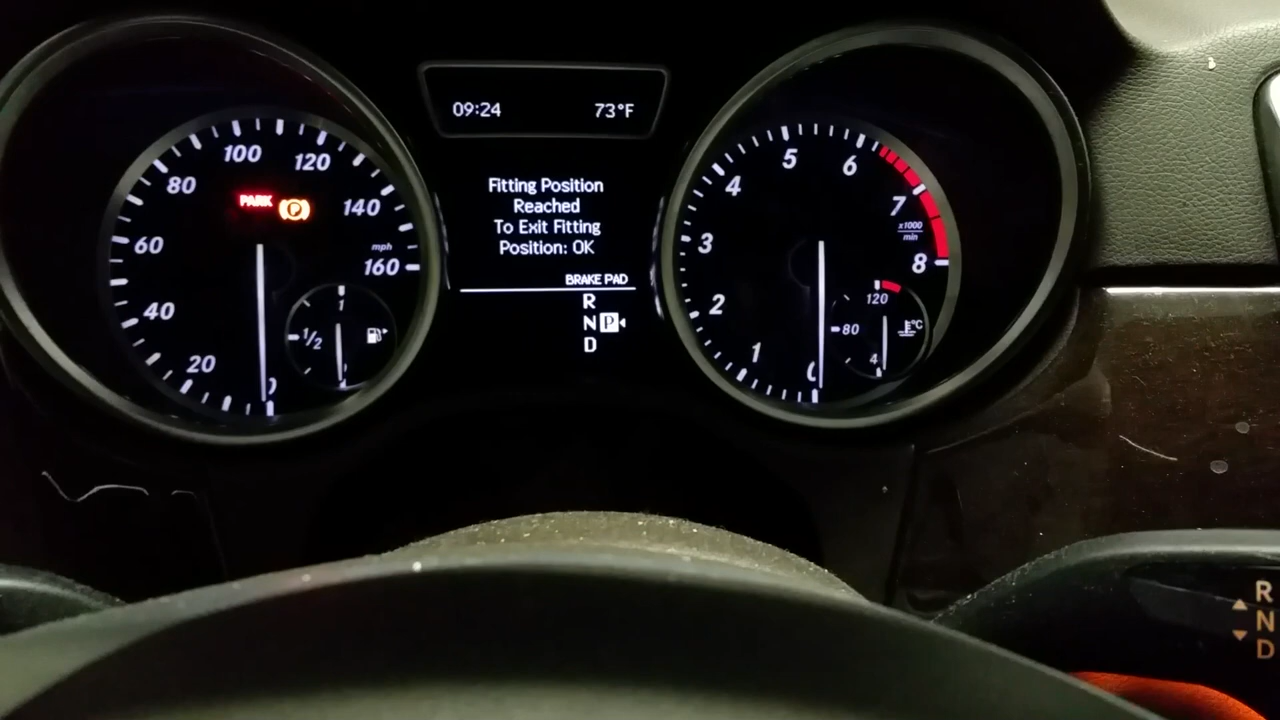 09:24 73°F
Fitting Position
Reached
To Exit Fitting
Position: OK
BRAKE PAD
R
N P
D
100
120
80
PARK
P
140
60
mph
160
40
1
1/2
20
0
5
6
4
7
x1000
min
3
8
120
2
80
°C
1
4
R
N
D